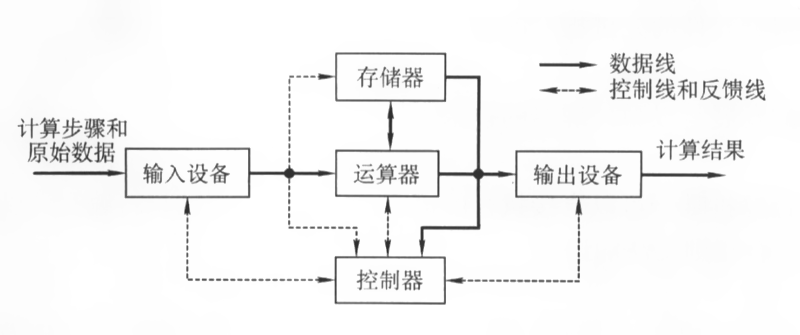 存储器
数据线
控制线和反馈线
计算步骤和
原始数据
输入设备
运算器
输出设备
计算结果
控制器